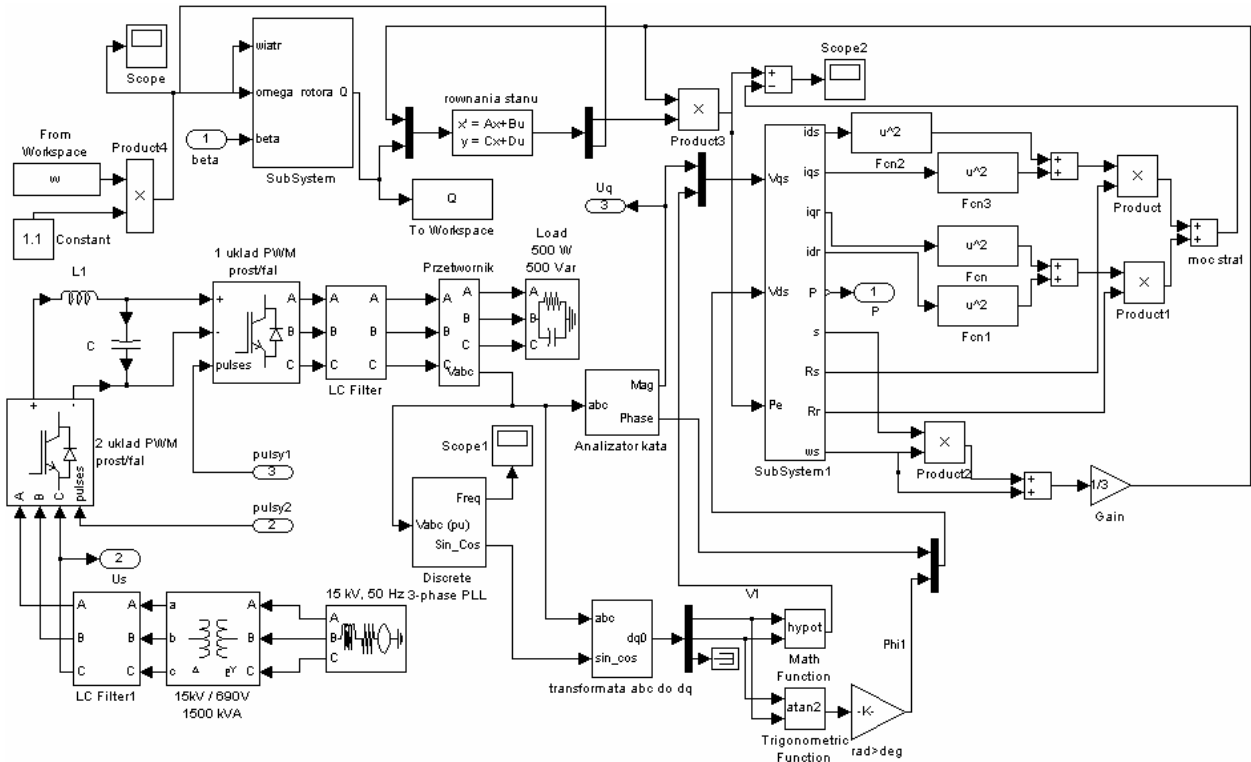 Scope
wiatr
omega rotora Q
beta
SubSystem
1
beta
From
Workspace
w
Product4
×
1.1
Constant
rownania stanu
x' = Ax+Bu
y = Cx+Du
Q
To Workspace
×
Product3
Scope2
+
−
Uq
3
Vqs
Vds
Pe
ids
iqs
iqr
idr
P
s
Rs
Rr
ws
SubSystem1
u^2
Fcn2
u^2
Fcn3
u^2
Fcn
u^2
Fcn1
+
+
+
+
×
Product
×
Product1
+
+
moc strat
1
P
×
Product2
+
+
1/3
Gain
L1
C
1 uklad PWM
prost/fal
+
-
pulses
A
B
C
A
B
C
A
B
C
LC Filter
Przetwornik
A
B
C
A
B
C
Vabc
Load
500 W
500 Var
A
B
C
+
-
A
B
C
pulses
2 uklad PWM
prost/fal
pulsy1
3
pulsy2
2
2
Us
abc
Mag
Phase
Analizator kata
Scope1
Freq
Vabc (pu)
Sin_Cos
Discrete
3-phase PLL
A
B
C
A
B
C
LC Filter1
a
b
c
A
B
C
15kV / 690V
1500 kVA
15 kV, 50 Hz
A
B
C
abc
dq0
sin_cos
transformata abc do dq
V1
hypot
Math
Function
atan2
Trigonometric
Function
-K-
rad>deg
Phi1